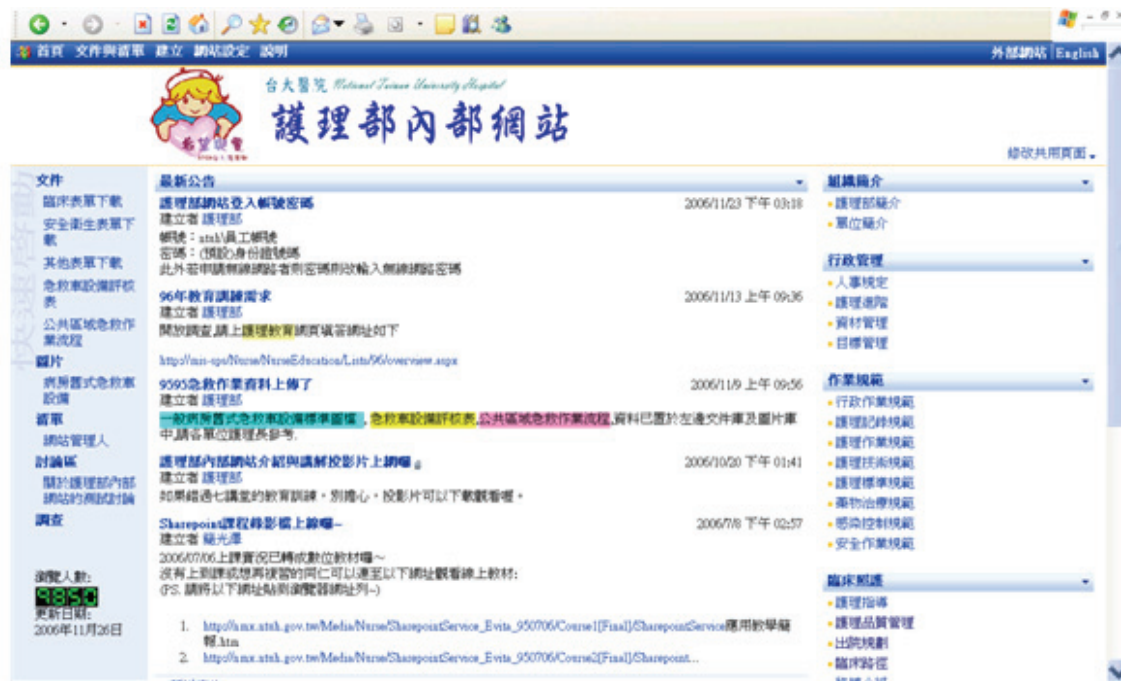 首頁 文件與清單 建立 網站設定 說明
外部網站 English
台大醫院 National Taiwan University Hospital
護理部內部網站
希望膠囊
修改共用頁面
快速啓動
文件
臨床表單下載
安全衛生表單下載
其他表單下載
急救車設備評核表
公共區域急救作業流程
圖片
病房舊式急救車設備
清單
網站管理人
討論區
關於護理部內部網站的測試討論
調查
瀏覽人數:
9850
更新日期:
2006年11月26日
最新公告
護理部網站登入帳號密碼
2006/11/23 下午 03:18
建立者 護理部
帳號：ntuh\員工帳號
密碼：(預設)身份證號碼
此外若申請無線網路者則密碼則改輸入無線網路密碼
96年教育訓練需求
2006/11/13 上午 09:36
建立者 護理部
開放調查,請上護理教育網頁填答網址如下
http://mis-sps/Nurse/NurseEducation/Lists/96/overview.aspx
9595急救作業資料上傳了
2006/11/9 上午 09:56
建立者 護理部
一般病房舊式急救車設備標準圖檔 , 急救車設備評核表,公共區域急救作業流程,資料已置於左邊文件庫及圖片庫
中,請各單位護理長參考.
護理部內部網站介紹與講解投影片上網囉
2006/10/20 下午 01:41
建立者 護理部
如果錯過七講堂的教育訓練，別擔心，投影片可以下載觀看喔。
Sharepoint課程錄影檔上線囉~
2006/7/8 下午 02:57
建立者 簡光澤
2006/07/06上課實況已轉成數位教材囉～
沒有上到課或想再複習的同仁可以連至以下網址觀看線上教材:
(PS. 請將以下網址貼到瀏覽器網址列~)
1. http://smx.ntuh.gov.tw/Media/Nurse/SharepointService_Evita_950706/Course1[Final]/SharepointService應用教學簡
報.htm
2. http://smx.ntuh.gov.tw/Media/Nurse/SharepointService_Evita_950706/Course2[Final]/Sharepoint...
組織簡介
護理部簡介
單位簡介
行政管理
人事規定
護理進階
資材管理
目標管理
作業規範
行政作業規範
護理記錄規範
護理作業規範
護理技術規範
護理標準規範
藥物治療規範
感染控制規範
安全作業規範
臨床照護
護理指導
護理品質管理
出院規劃
臨床路徑